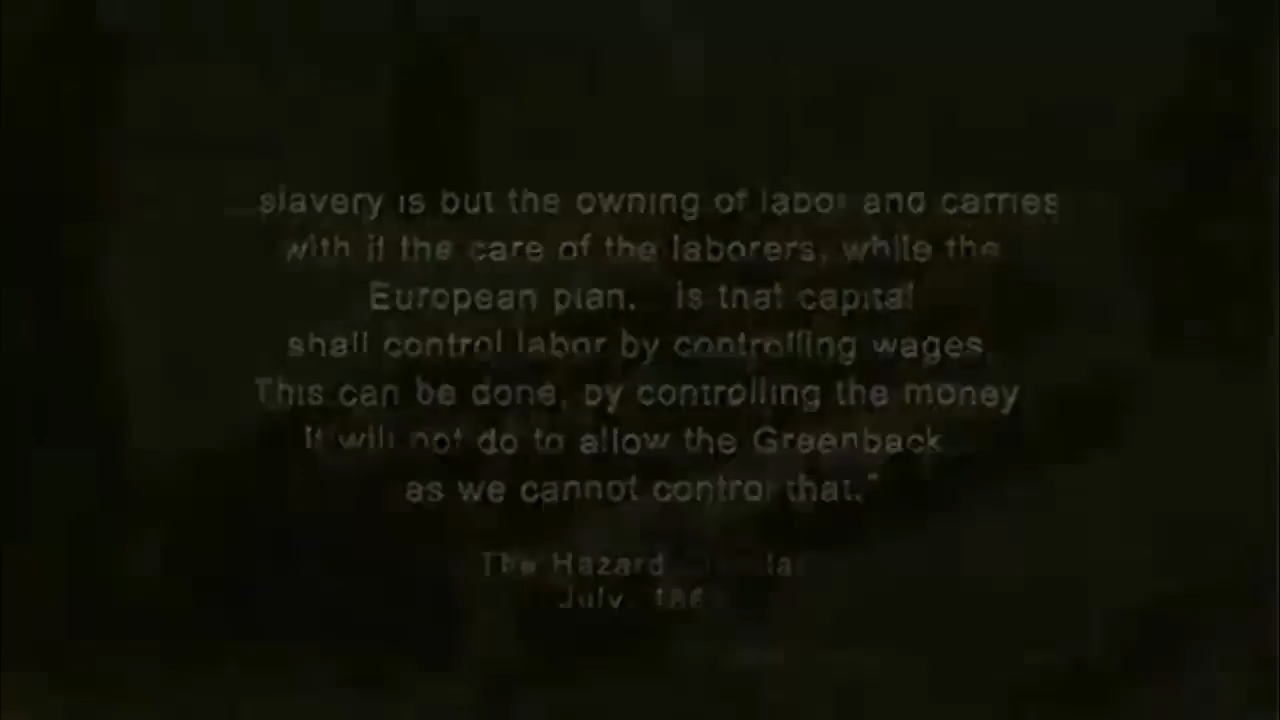 ...slavery is but the owning of labor and carries
with it the care of the laborers, while the
European plan... is that capital
shall control labor by controlling wages.
This can be done, by controlling the money
It will not do to allow the Greenback...
as we cannot control that."
The Hazard
July,